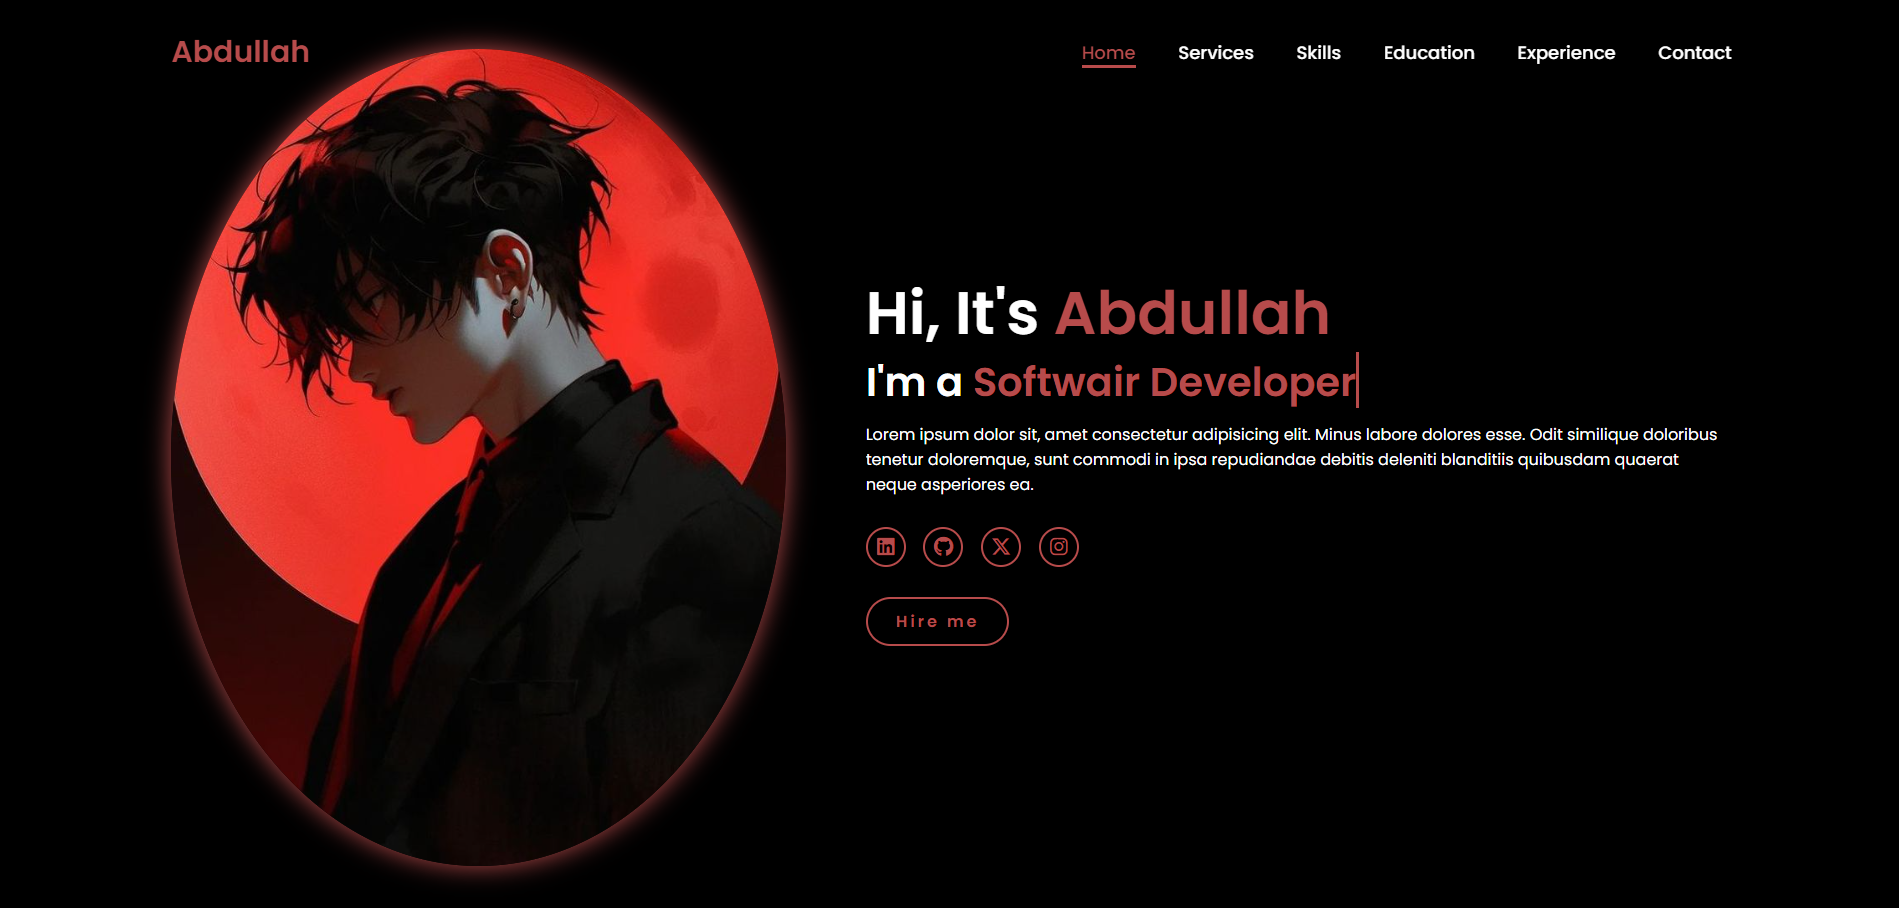 Abdullah
Home Services Skills Education Experience Contact
Hi, It's Abdullah
I'm a Softwair Developer
Lorem ipsum dolor sit, amet consectetur adipisicing elit. Minus labore dolores esse. Odit similique doloribus
tenetur doloremque, sunt commodi in ipsa repudiandae debitis deleniti blanditiis quibusdam quaerat
neque asperiores ea.
Hire me